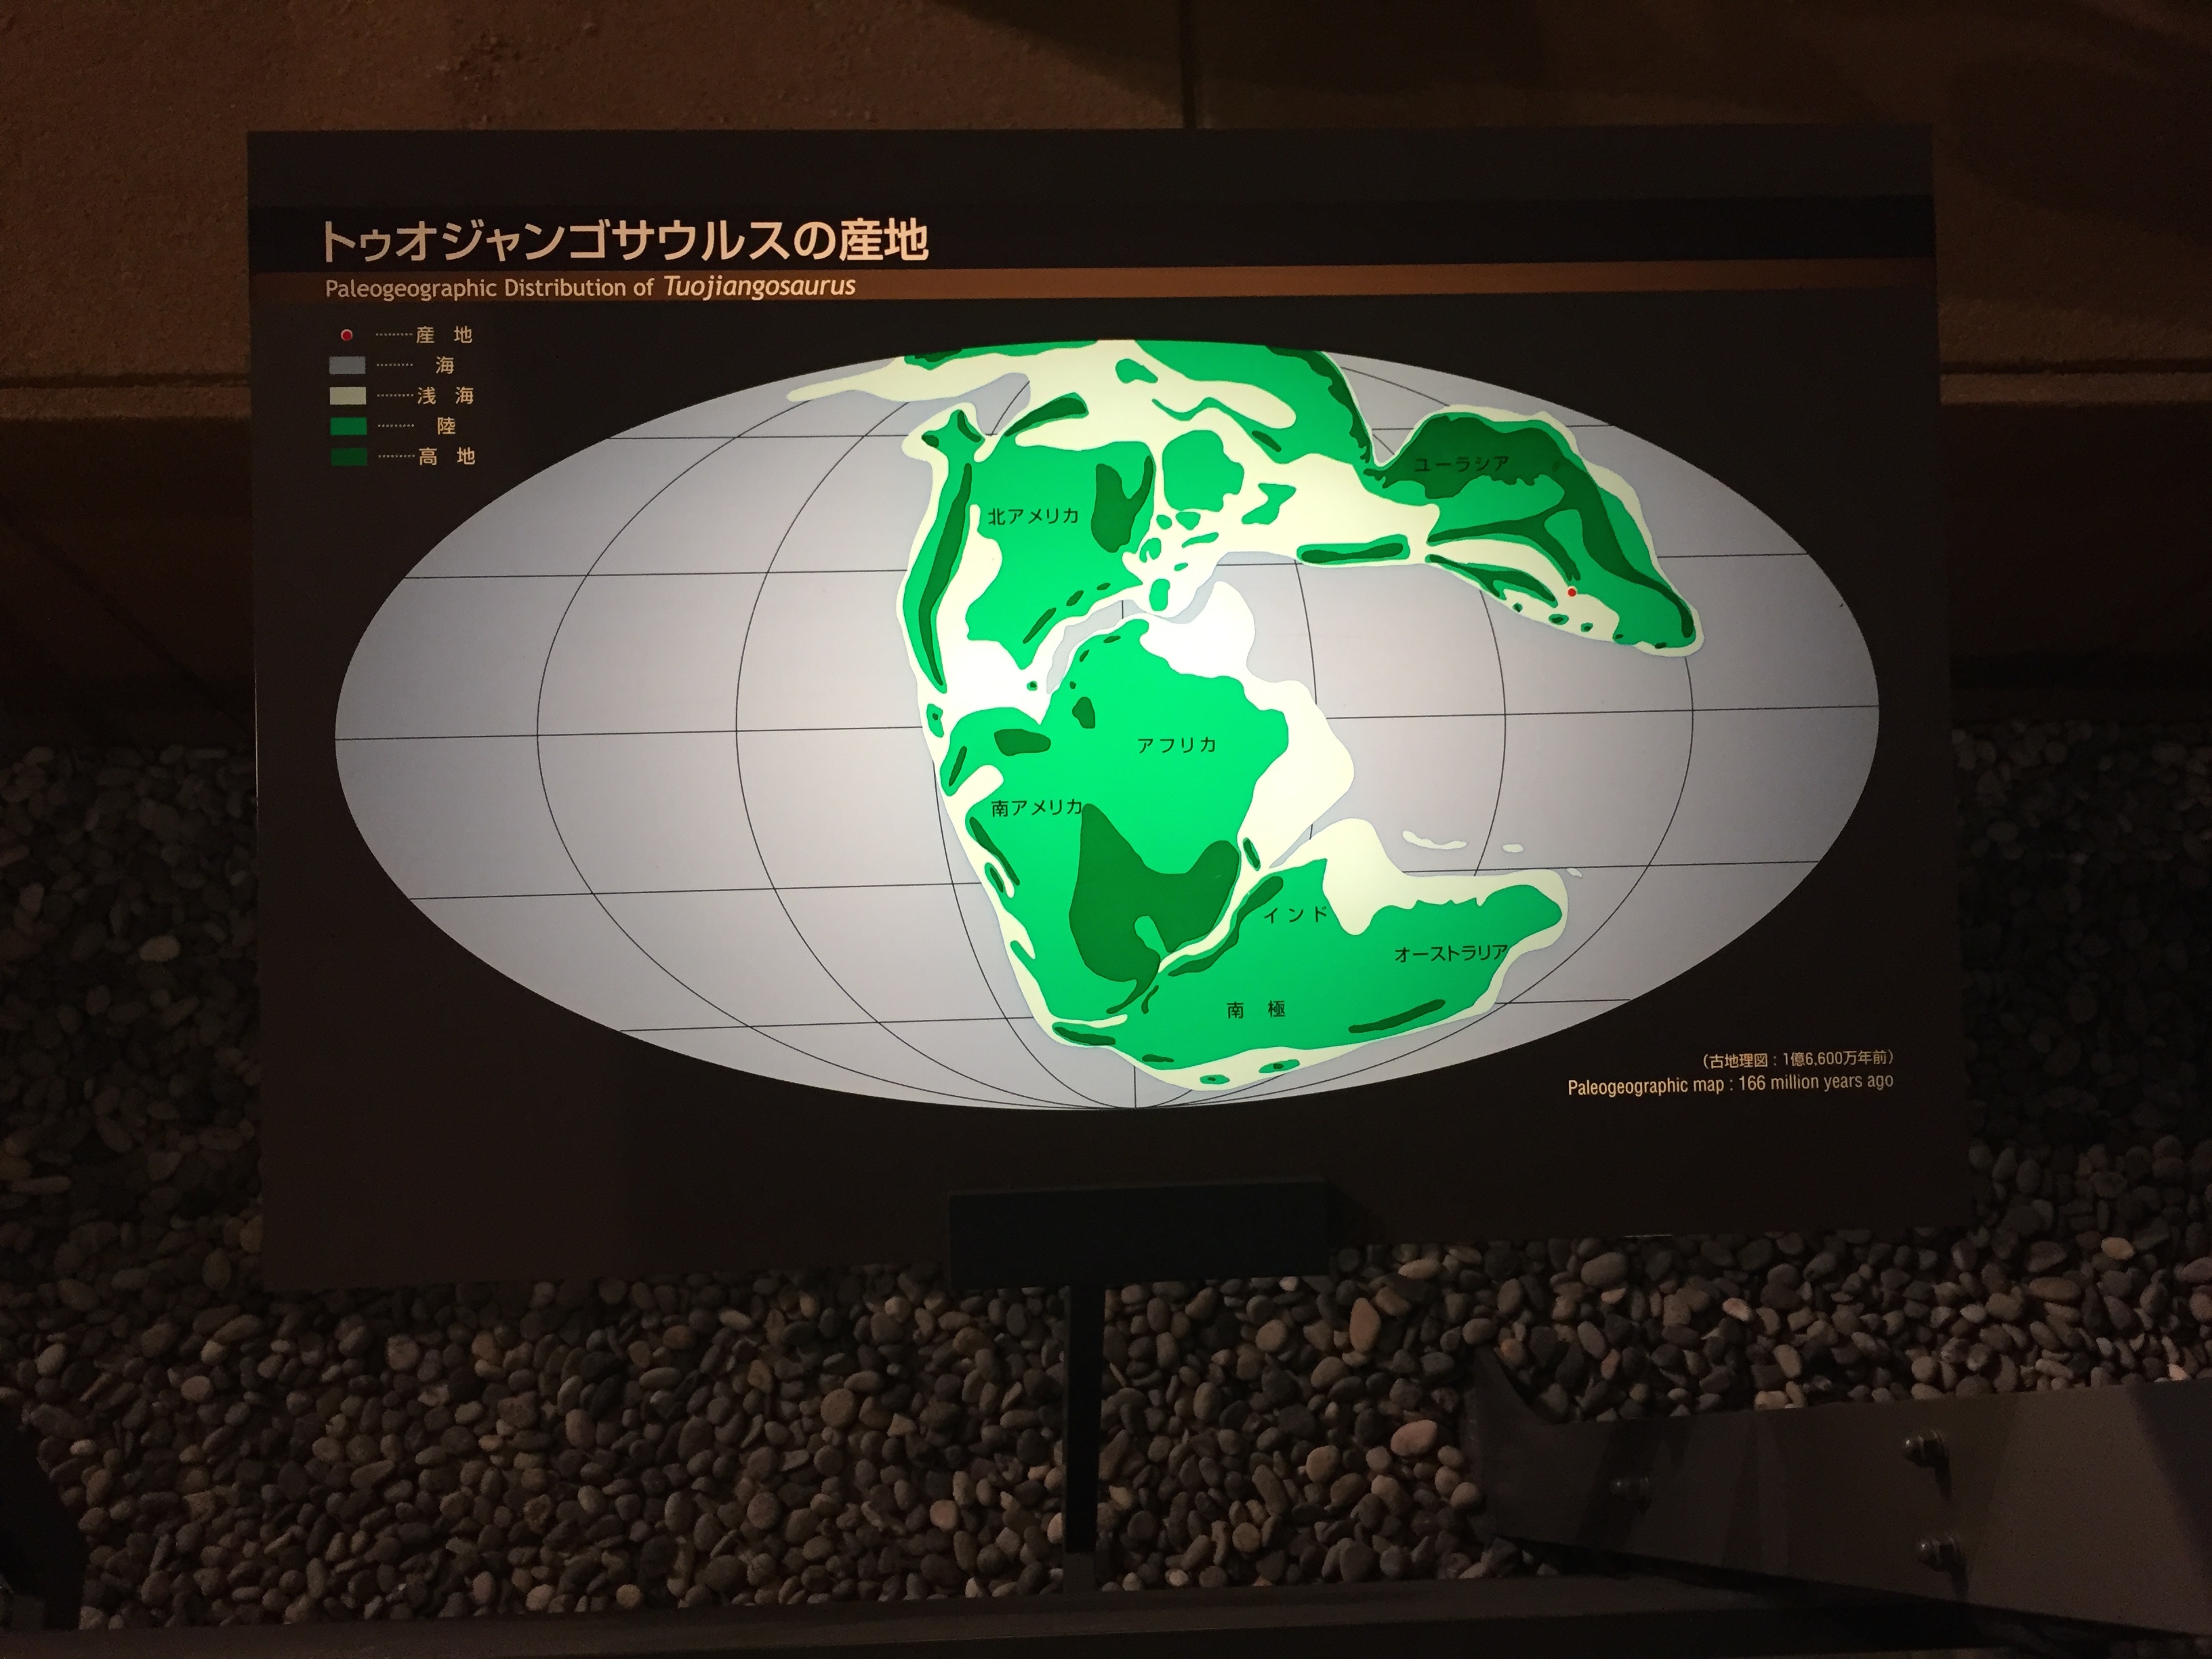 トゥオジャンゴサウルスの産地
Paleogeographic Distribution of Tuojiangosaurus
産 地
海
浅 海
陸
高 地
ユーラシア
北アメリカ
アフリカ
南アメリカ
インド
オーストラリア
南 極
（古地理図：1億6,600万年前）
Paleogeographic map : 166 million years ago